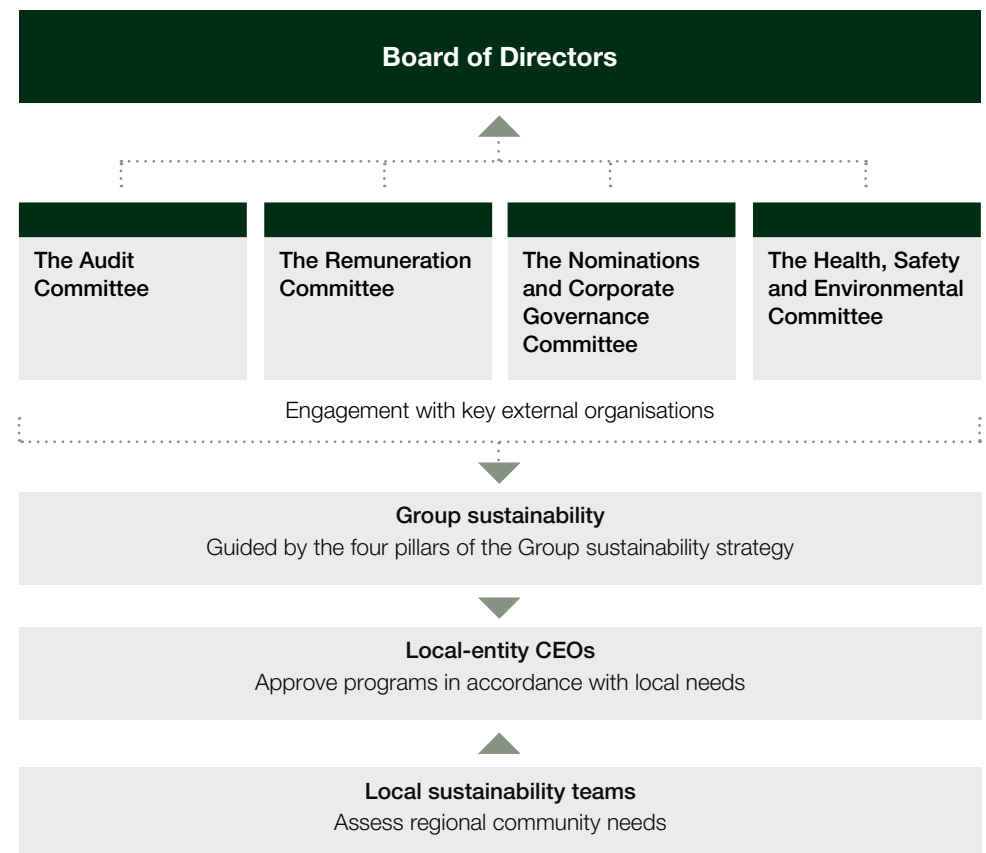 Board of Directors
The Audit
Committee
The Remuneration
Committee
The Nominations
and Corporate
Governance
Committee
The Health, Safety
and Environmental
Committee
Engagement with key external organisations
Group sustainability
Guided by the four pillars of the Group sustainability strategy
Local-entity CEOs
Approve programs in accordance with local needs
Local sustainability teams
Assess regional community needs